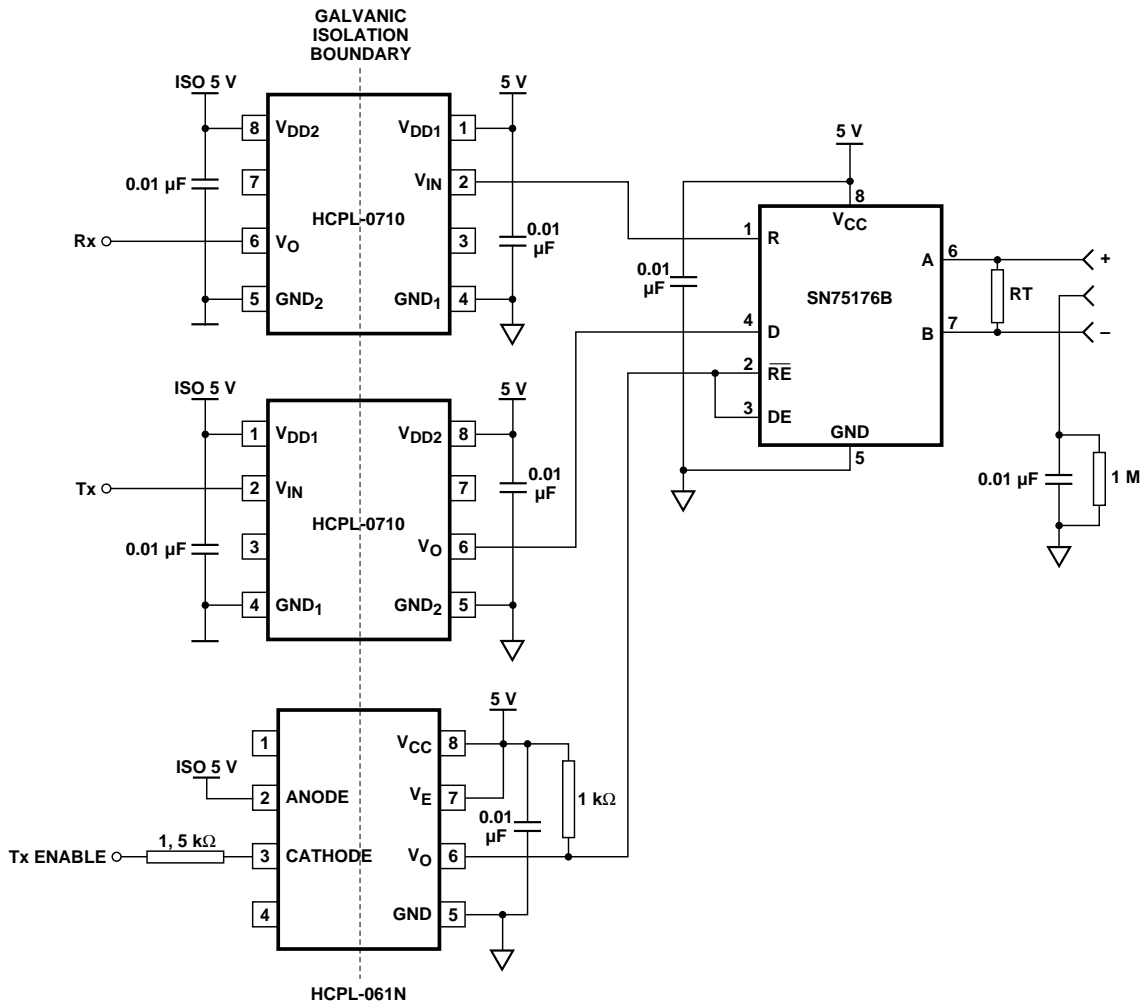 GALVANIC
ISOLATION
BOUNDARY
ISO 5 V
5 V
8 VDD2
VDD1 1
7
VIN 2
0.01 µF
HCPL-0710
Rx
6 VO
3
0.01
µF
5 GND2
GND1 4
5 V
8
VCC
1 R
0.01
µF
SN75176B
A 6
+
RT
4 D
B 7
–
2 RE
3 DE
GND
5
0.01 µF
1 M
ISO 5 V
5 V
1 VDD1
VDD2 8
Tx
2 VIN
7
0.01
µF
HCPL-0710
0.01 µF
3
VO 6
4 GND1
GND2 5
5 V
1
VCC 8
ISO 5 V
2 ANODE
VE 7
0.01
µF
1 kΩ
Tx ENABLE
1, 5 kΩ
3 CATHODE
VO 6
4
GND 5
HCPL-061N